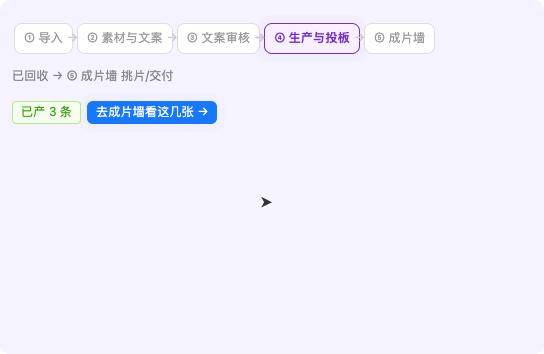 ① 导入 → ② 素材与文案 → ③ 文案审核 → ④ 生产与投板 → ⑤ 成片墙
已回收 → ⑤ 成片墙 挑片/交付
已产 3 条 去成片墙看这几张 →